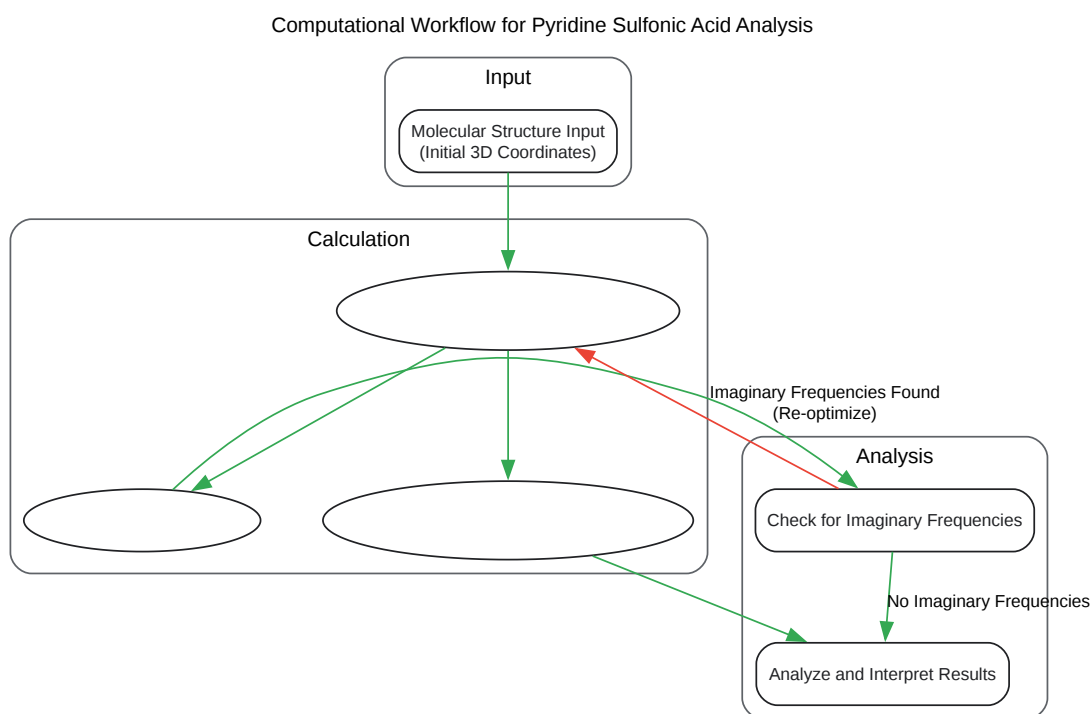 Computational Workflow for Pyridine Sulfonic Acid Analysis
Input
Molecular Structure Input
(Initial 3D Coordinates)
Calculation
Imaginary Frequencies Found
(Re-optimize)
Analysis
Check for Imaginary Frequencies
No Imaginary Frequencies
Analyze and Interpret Results